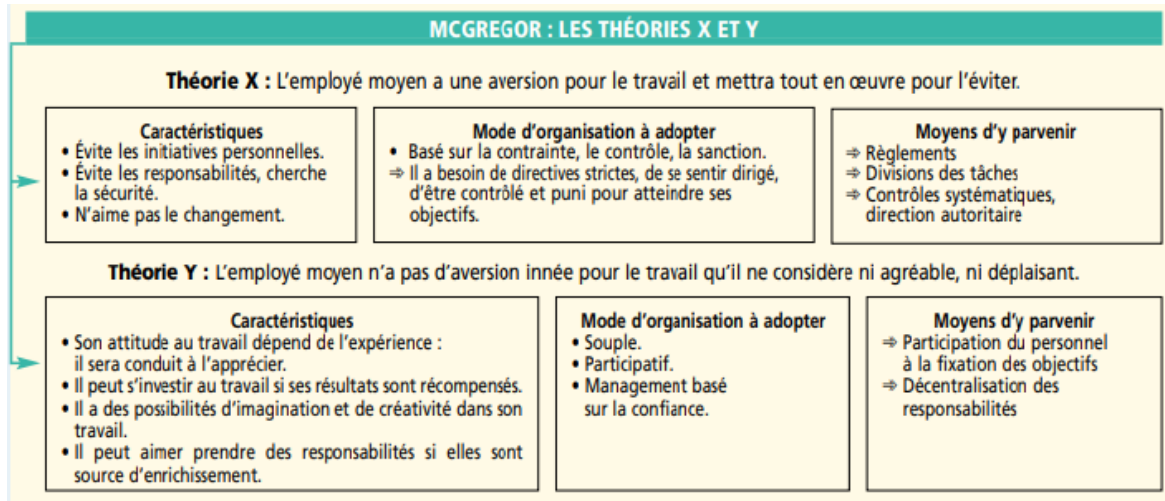 MCGREGOR : LES THÉORIES X ET Y
Théorie X : L'employé moyen a une aversion pour le travail et mettra tout en œuvre pour l'éviter.
Caractéristiques
• Évite les initiatives personnelles.
• Évite les responsabilités, cherche
la sécurité.
• N'aime pas le changement.
Mode d'organisation à adopter
• Basé sur la contrainte, le contrôle, la sanction.
⇨ Il a besoin de directives strictes, de se sentir dirigé,
d'être contrôlé et puni pour atteindre ses
objectifs.
Moyens d'y parvenir
⇨ Règlements
⇨ Divisions des tâches
⇨ Contrôles systématiques,
direction autoritaire
Théorie Y : L'employé moyen n'a pas d'aversion innée pour le travail qu'il ne considère ni agréable, ni déplaisant.
Caractéristiques
• Son attitude au travail dépend de l'expérience :
il sera conduit à l'apprécier.
• Il peut s'investir au travail si ses résultats sont récompensés.
• Il a des possibilités d'imagination et de créativité dans son
travail.
• Il peut aimer prendre des responsabilités si elles sont
source d'enrichissement.
Mode d'organisation à adopter
• Souple.
• Participatif.
• Management basé
sur la confiance.
Moyens d'y parvenir
⇨ Participation du personnel
à la fixation des objectifs
⇨ Décentralisation des
responsabilités